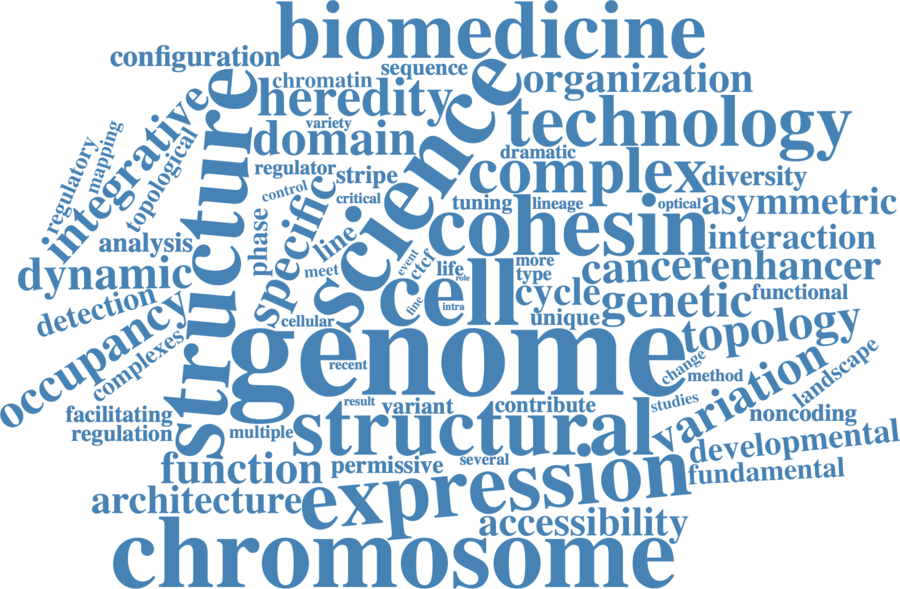 biomedicine
configuration
sequence
chromatin
organization
heredity
technology
variety
domain
science
integrative
structure
regulatory
mapping
topological
regulator
stripe
dramatic
complex
diversity
control
critical
specific
tuning
lineage
optical
asymmetric
phase
line
cohesin
interaction
analysis
event
ctcf
meet
life
role
more
type
cancer
enhancer
dynamic
cell
cycle
genetic
functional
detection
fine
intra
unique
cellular
occupancy
complexes
genome
topology
recent
change
method
landscape
result
variant
contribute
studies
variation
noncoding
facilitating
regulation
multiple
structural
.al
developmental
function
permissive
several
fundamental
architecture
expression
accessibility
chromosome